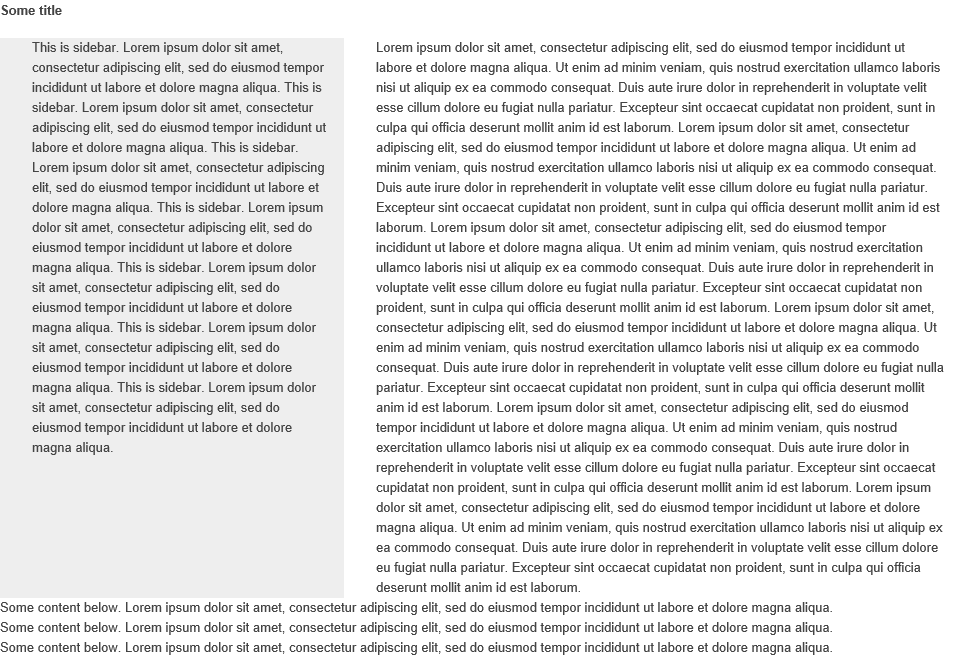 Some title
This is sidebar. Lorem ipsum dolor sit amet,
consectetur adipiscing elit, sed do eiusmod tempor
incididunt ut labore et dolore magna aliqua. This is
sidebar. Lorem ipsum dolor sit amet, consectetur
adipiscing elit, sed do eiusmod tempor incididunt ut
labore et dolore magna aliqua. This is sidebar.
Lorem ipsum dolor sit amet, consectetur adipiscing
elit, sed do eiusmod tempor incididunt ut labore et
dolore magna aliqua. This is sidebar. Lorem ipsum
dolor sit amet, consectetur adipiscing elit, sed do
eiusmod tempor incididunt ut labore et dolore
magna aliqua. This is sidebar. Lorem ipsum dolor
sit amet, consectetur adipiscing elit, sed do
eiusmod tempor incididunt ut labore et dolore
magna aliqua. This is sidebar. Lorem ipsum dolor
sit amet, consectetur adipiscing elit, sed do
eiusmod tempor incididunt ut labore et dolore
magna aliqua. This is sidebar. Lorem ipsum dolor
sit amet, consectetur adipiscing elit, sed do
eiusmod tempor incididunt ut labore et dolore
magna aliqua.
Lorem ipsum dolor sit amet, consectetur adipiscing elit, sed do eiusmod tempor incididunt ut
labore et dolore magna aliqua. Ut enim ad minim veniam, quis nostrud exercitation ullamco laboris
nisi ut aliquip ex ea commodo consequat. Duis aute irure dolor in reprehenderit in voluptate velit
esse cillum dolore eu fugiat nulla pariatur. Excepteur sint occaecat cupidatat non proident, sunt in
culpa qui officia deserunt mollit anim id est laborum. Lorem ipsum dolor sit amet, consectetur
adipiscing elit, sed do eiusmod tempor incididunt ut labore et dolore magna aliqua. Ut enim ad
minim veniam, quis nostrud exercitation ullamco laboris nisi ut aliquip ex ea commodo consequat.
Duis aute irure dolor in reprehenderit in voluptate velit esse cillum dolore eu fugiat nulla pariatur.
Excepteur sint occaecat cupidatat non proident, sunt in culpa qui officia deserunt mollit anim id est
laborum. Lorem ipsum dolor sit amet, consectetur adipiscing elit, sed do eiusmod tempor
incididunt ut labore et dolore magna aliqua. Ut enim ad minim veniam, quis nostrud exercitation
ullamco laboris nisi ut aliquip ex ea commodo consequat. Duis aute irure dolor in reprehenderit in
voluptate velit esse cillum dolore eu fugiat nulla pariatur. Excepteur sint occaecat cupidatat non
proident, sunt in culpa qui officia deserunt mollit anim id est laborum. Lorem ipsum dolor sit amet,
consectetur adipiscing elit, sed do eiusmod tempor incididunt ut labore et dolore magna aliqua. Ut
enim ad minim veniam, quis nostrud exercitation ullamco laboris nisi ut aliquip ex ea commodo
consequat. Duis aute irure dolor in reprehenderit in voluptate velit esse cillum dolore eu fugiat nulla
pariatur. Excepteur sint occaecat cupidatat non proident, sunt in culpa qui officia deserunt mollit
anim id est laborum. Lorem ipsum dolor sit amet, consectetur adipiscing elit, sed do eiusmod
tempor incididunt ut labore et dolore magna aliqua. Ut enim ad minim veniam, quis nostrud
exercitation ullamco laboris nisi ut aliquip ex ea commodo consequat. Duis aute irure dolor in
reprehenderit in voluptate velit esse cillum dolore eu fugiat nulla pariatur. Excepteur sint occaecat
cupidatat non proident, sunt in culpa qui officia deserunt mollit anim id est laborum. Lorem ipsum
dolor sit amet, consectetur adipiscing elit, sed do eiusmod tempor incididunt ut labore et dolore
magna aliqua. Ut enim ad minim veniam, quis nostrud exercitation ullamco laboris nisi ut aliquip ex
ea commodo consequat. Duis aute irure dolor in reprehenderit in voluptate velit esse cillum dolore
eu fugiat nulla pariatur. Excepteur sint occaecat cupidatat non proident, sunt in culpa qui officia
deserunt mollit anim id est laborum.
Some content below. Lorem ipsum dolor sit amet, consectetur adipiscing elit, sed do eiusmod tempor incididunt ut labore et dolore magna aliqua.
Some content below. Lorem ipsum dolor sit amet, consectetur adipiscing elit, sed do eiusmod tempor incididunt ut labore et dolore magna aliqua.
Some content below. Lorem ipsum dolor sit amet, consectetur adipiscing elit, sed do eiusmod tempor incididunt ut labore et dolore magna aliqua.